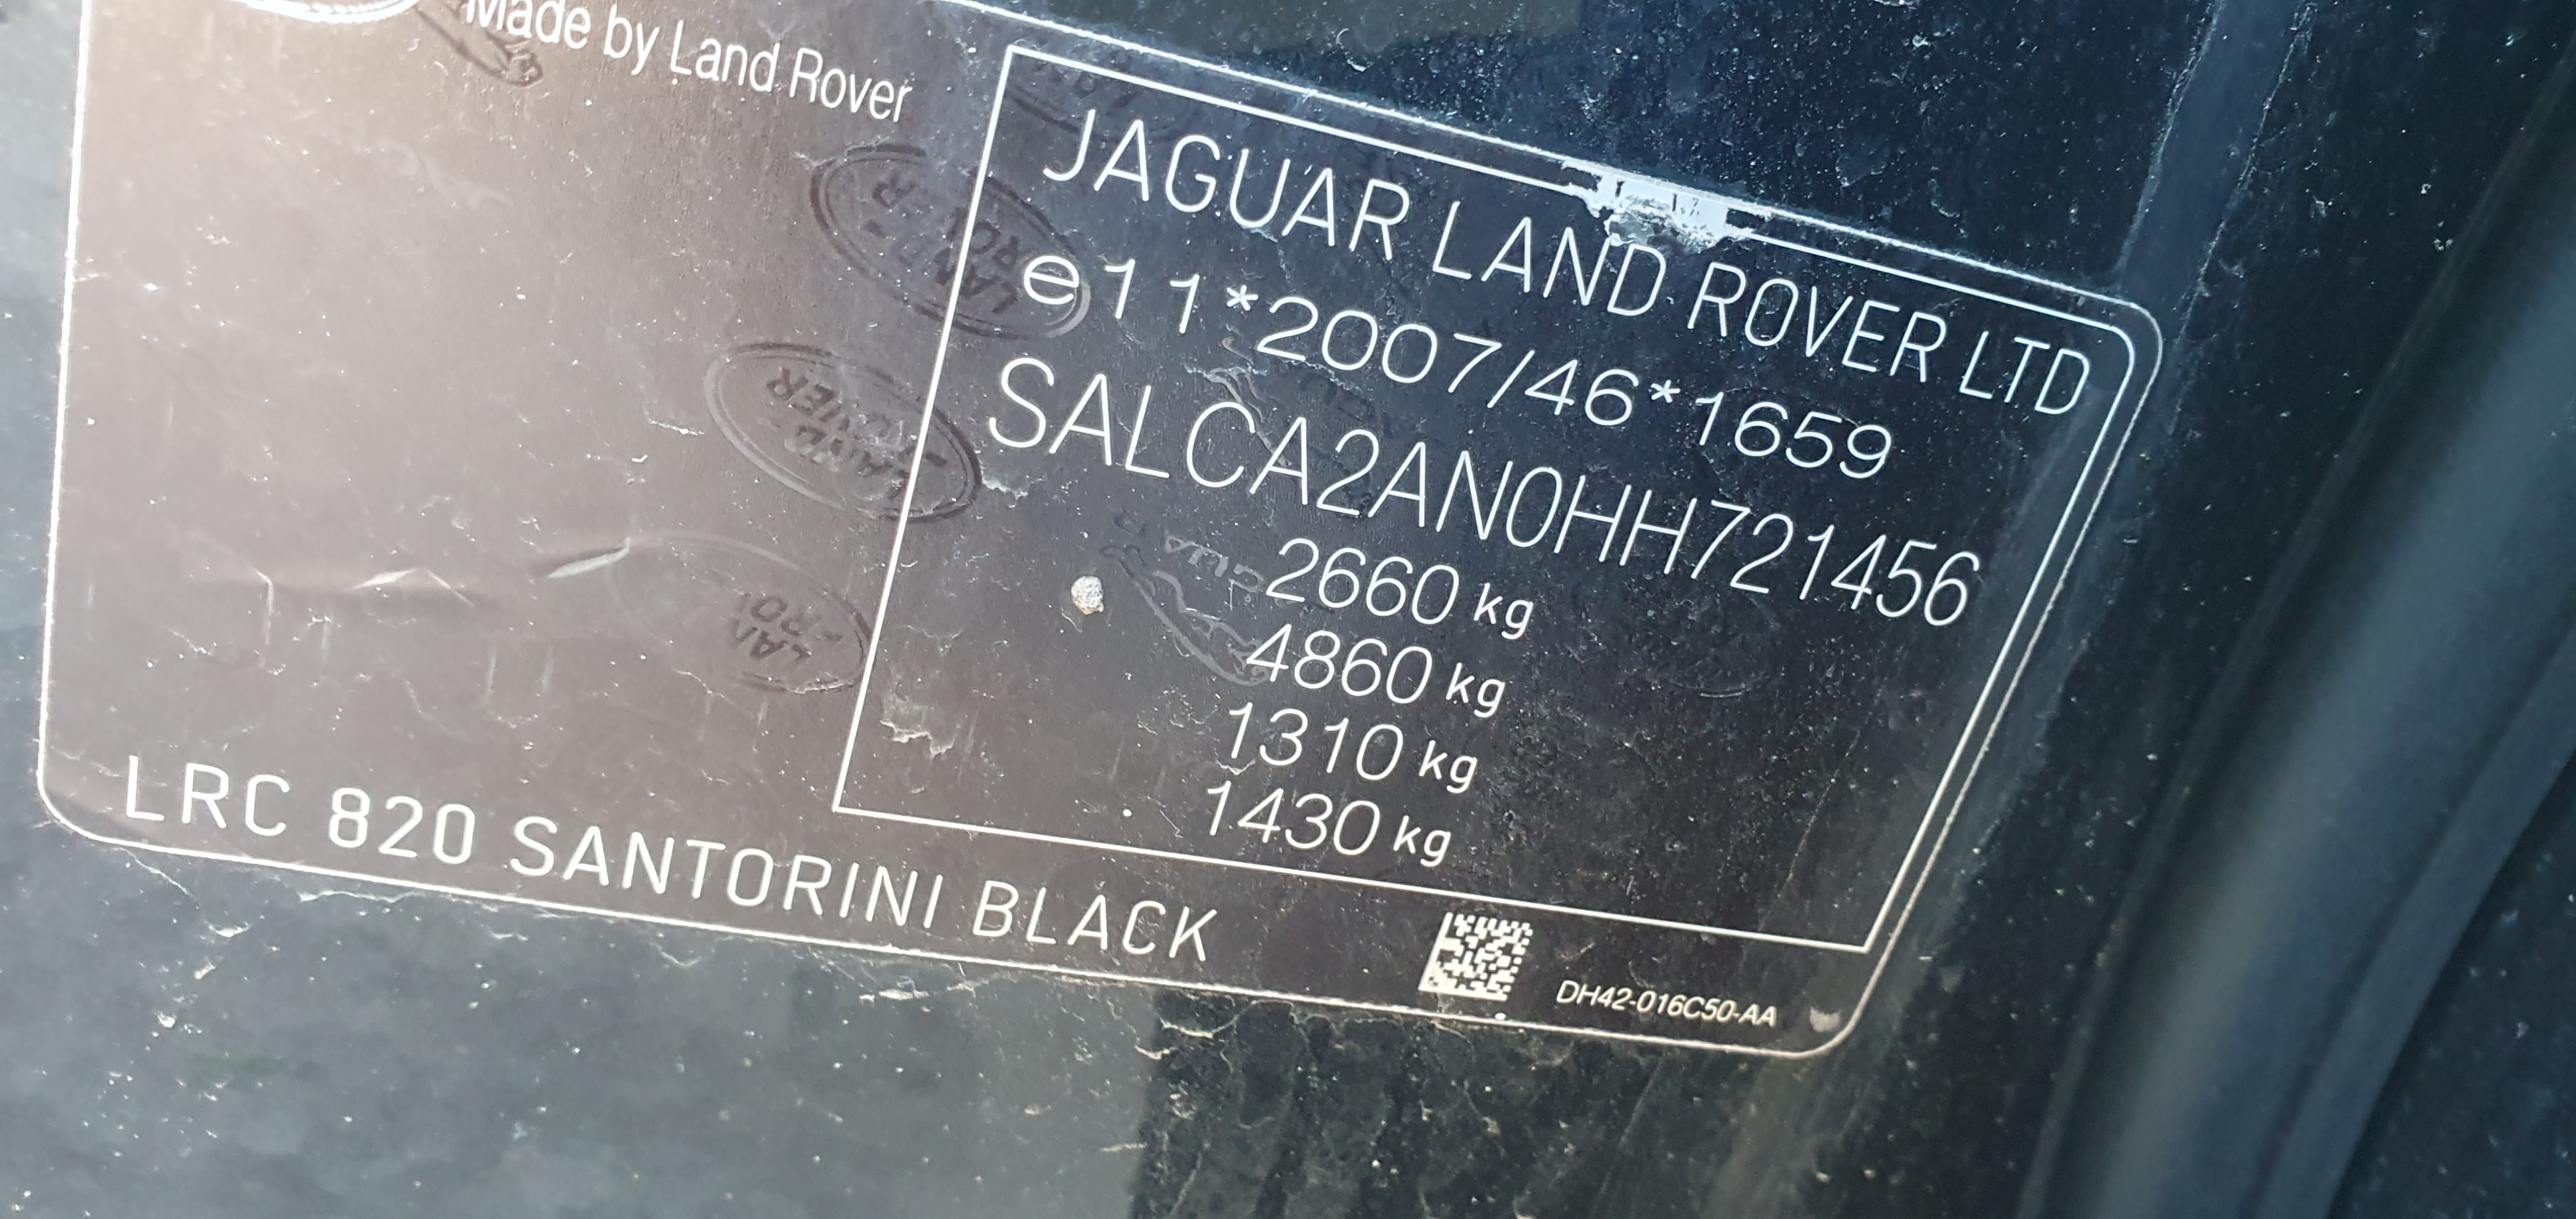 Made by Land Rover
JAGUAR LAND ROVER LTD
e11*2007/46*1659
SALCA2AN0HH721456
2660 kg
4860 kg
1310 kg
1430 kg
LRC 820 SANTORINI BLACK
DH42-016C50-AA